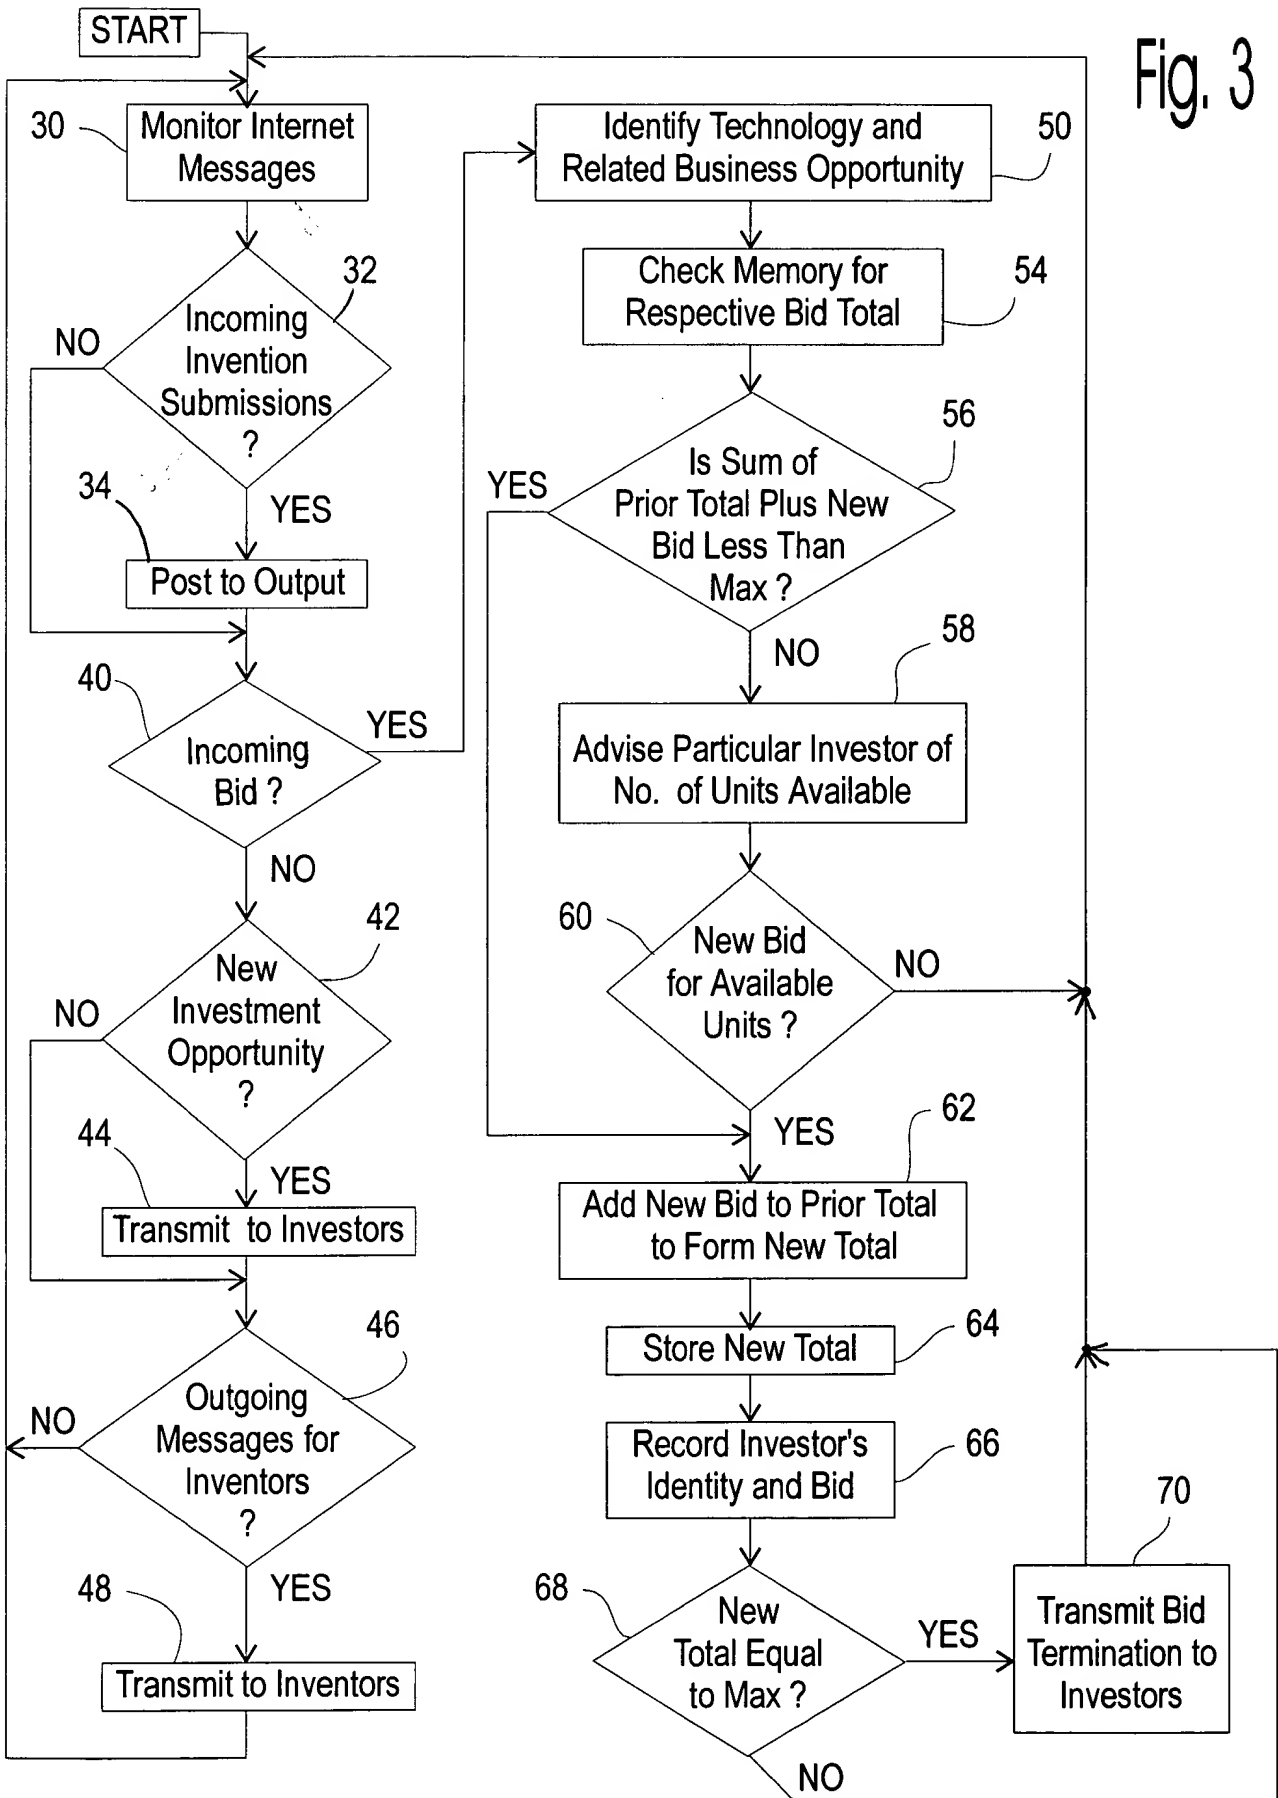 START
Fig. 3
30
Monitor Internet
Messages
32
Incoming
Invention
Submissions
?
NO
YES
34
Post to Output
40
Incoming
Bid ?
YES
NO
42
New
Investment
Opportunity
?
NO
YES
44
Transmit to Investors
46
Outgoing
Messages for
Inventors
?
NO
YES
48
Transmit to Inventors
50
Identify Technology and
Related Business Opportunity
54
Check Memory for
Respective Bid Total
56
Is Sum of
Prior Total Plus New
Bid Less Than
Max ?
YES
NO
58
Advise Particular Investor of
No. of Units Available
60
New Bid
for Available
Units ?
NO
YES
62
Add New Bid to Prior Total
to Form New Total
64
Store New Total
66
Record Investor's
Identity and Bid
68
New
Total Equal
to Max ?
YES
NO
70
Transmit Bid
Termination to
Investors